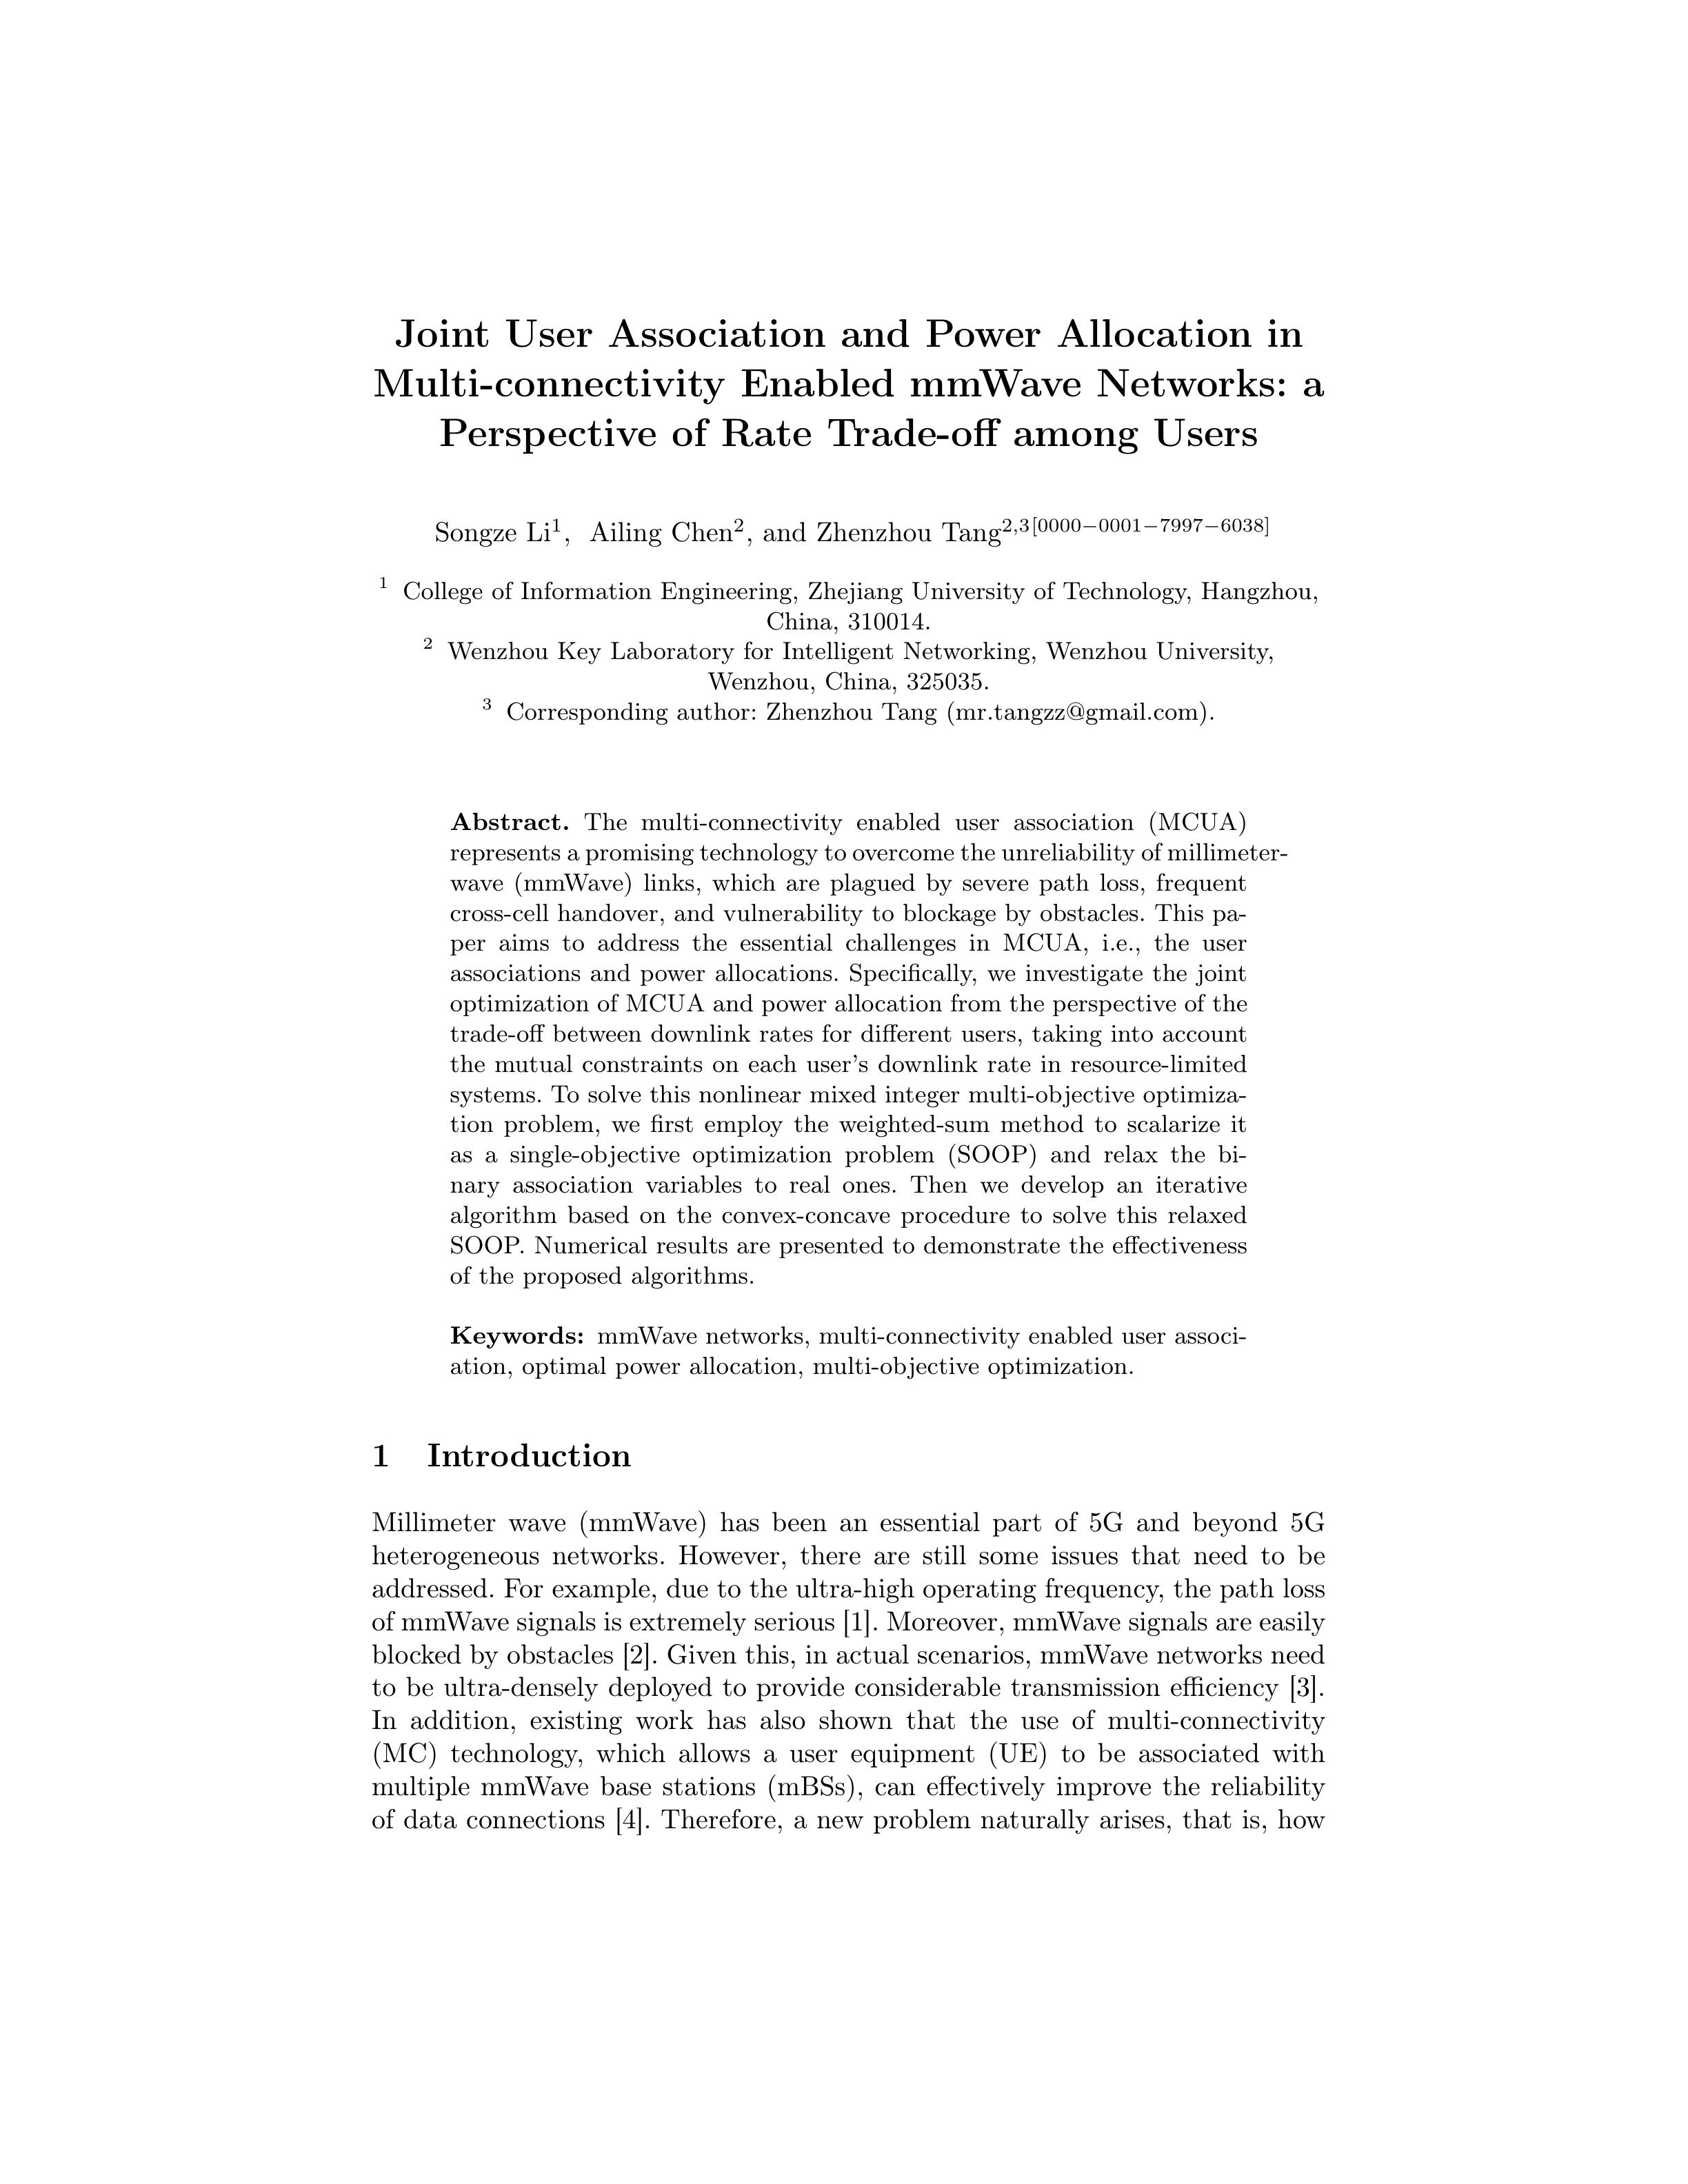 Joint User Association and Power Allocation in
Multi-connectivity Enabled mmWave Networks: a
Perspective of Rate Trade-off among Users
Songze Li1, Ailing Chen2, and Zhenzhou Tang2,3[0000−0001−7997−6038]
1 College of Information Engineering, Zhejiang University of Technology, Hangzhou,
China, 310014.
2 Wenzhou Key Laboratory for Intelligent Networking, Wenzhou University,
Wenzhou, China, 325035.
3 Corresponding author: Zhenzhou Tang (mr.tangzz@gmail.com).
Abstract. The multi-connectivity enabled user association (MCUA)
represents a promising technology to overcome the unreliability of millimeter-
wave (mmWave) links, which are plagued by severe path loss, frequent
cross-cell handover, and vulnerability to blockage by obstacles. This pa-
per aims to address the essential challenges in MCUA, i.e., the user
associations and power allocations. Specifically, we investigate the joint
optimization of MCUA and power allocation from the perspective of the
trade-off between downlink rates for different users, taking into account
the mutual constraints on each user's downlink rate in resource-limited
systems. To solve this nonlinear mixed integer multi-objective optimiza-
tion problem, we first employ the weighted-sum method to scalarize it
as a single-objective optimization problem (SOOP) and relax the bi-
nary association variables to real ones. Then we develop an iterative
algorithm based on the convex-concave procedure to solve this relaxed
SOOP. Numerical results are presented to demonstrate the effectiveness
of the proposed algorithms.
Keywords: mmWave networks, multi-connectivity enabled user associ-
ation, optimal power allocation, multi-objective optimization.
1 Introduction
Millimeter wave (mmWave) has been an essential part of 5G and beyond 5G
heterogeneous networks. However, there are still some issues that need to be
addressed. For example, due to the ultra-high operating frequency, the path loss
of mmWave signals is extremely serious [1]. Moreover, mmWave signals are easily
blocked by obstacles [2]. Given this, in actual scenarios, mmWave networks need
to be ultra-densely deployed to provide considerable transmission efficiency [3].
In addition, existing work has also shown that the use of multi-connectivity
(MC) technology, which allows a user equipment (UE) to be associated with
multiple mmWave base stations (mBSs), can effectively improve the reliability
of data connections [4]. Therefore, a new problem naturally arises, that is, how